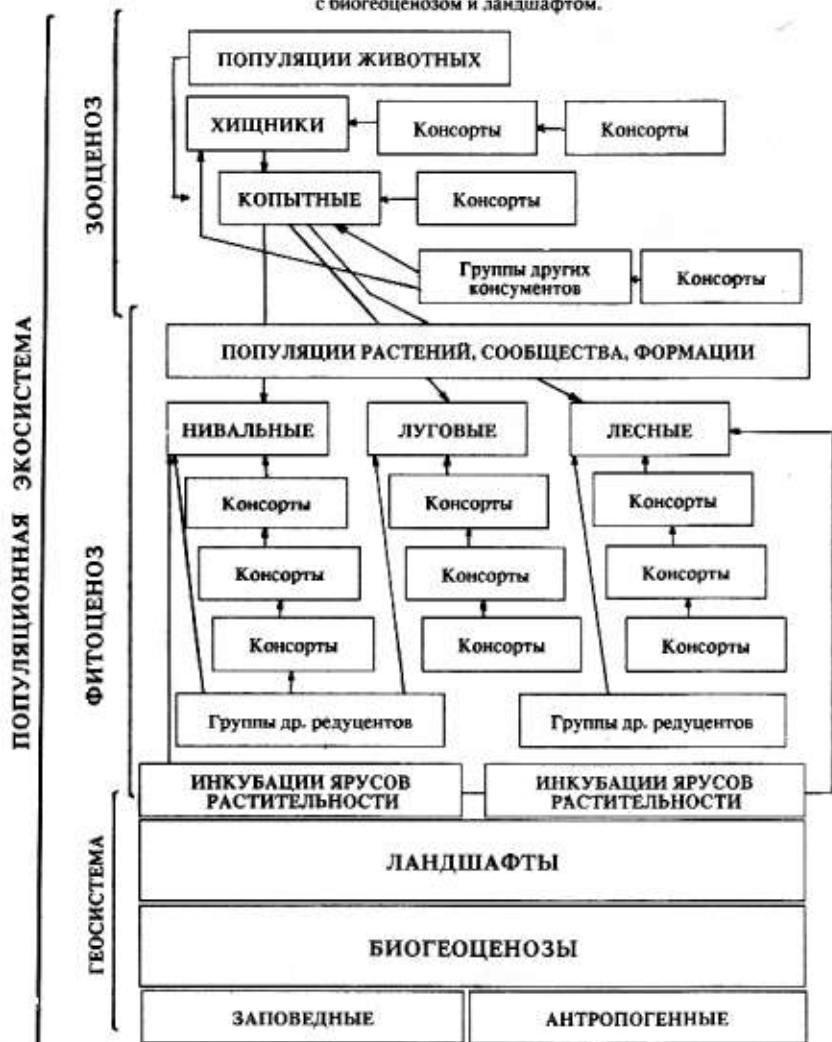 с биогеоценозом и ландшафтом.
ПОПУЛЯЦИОННАЯ ЭКОСИСТЕМА
ЗООЦЕНОЗ
ПОПУЛЯЦИИ ЖИВОТНЫХ
ХИЩНИКИ
Консорты
Консорты
КОПЫТНЫЕ
Консорты
Группы других
консументов
Консорты
ФИТОЦЕНОЗ
ПОПУЛЯЦИИ РАСТЕНИЙ, СООБЩЕСТВА, ФОРМАЦИИ
НИВАЛЬНЫЕ
ЛУГОВЫЕ
ЛЕСНЫЕ
Консорты
Консорты
Консорты
Консорты
Консорты
Консорты
Консорты
Консорты
Консорты
Группы др. редуцентов
Группы др. редуцентов
ИНКУБАЦИИ ЯРУСОВ
РАСТИТЕЛЬНОСТИ
ИНКУБАЦИИ ЯРУСОВ
РАСТИТЕЛЬНОСТИ
ГЕОСИСТЕМА
ЛАНДШАФТЫ
БИОГЕОЦЕНОЗЫ
ЗАПОВЕДНЫЕ
АНТРОПОГЕННЫЕ